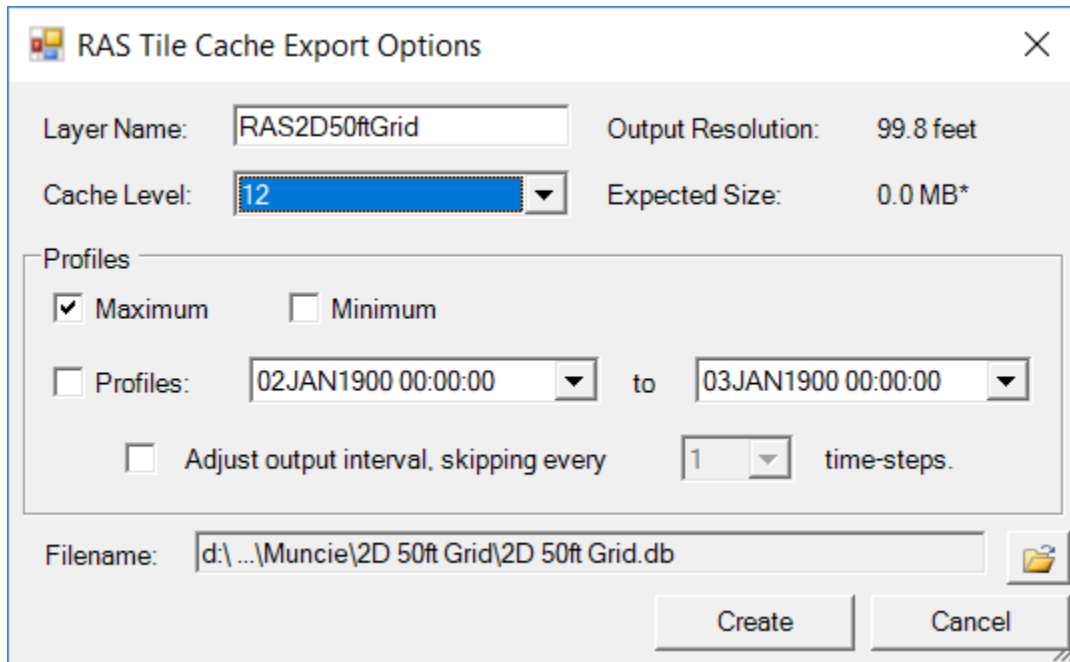 RAS Tile Cache Export Options
Layer Name: RAS2D50ftGrid Output Resolution: 99.8 feet
Cache Level: 12 Expected Size: 0.0 MB*
Profiles
Maximum Minimum
Profiles: 02JAN1900 00:00:00 to 03JAN1900 00:00:00
Adjust output interval, skipping every 1 time-steps.
Filename: d:\ ...\Muncie\2D 50ft Grid\2D 50ft Grid.db
Create Cancel